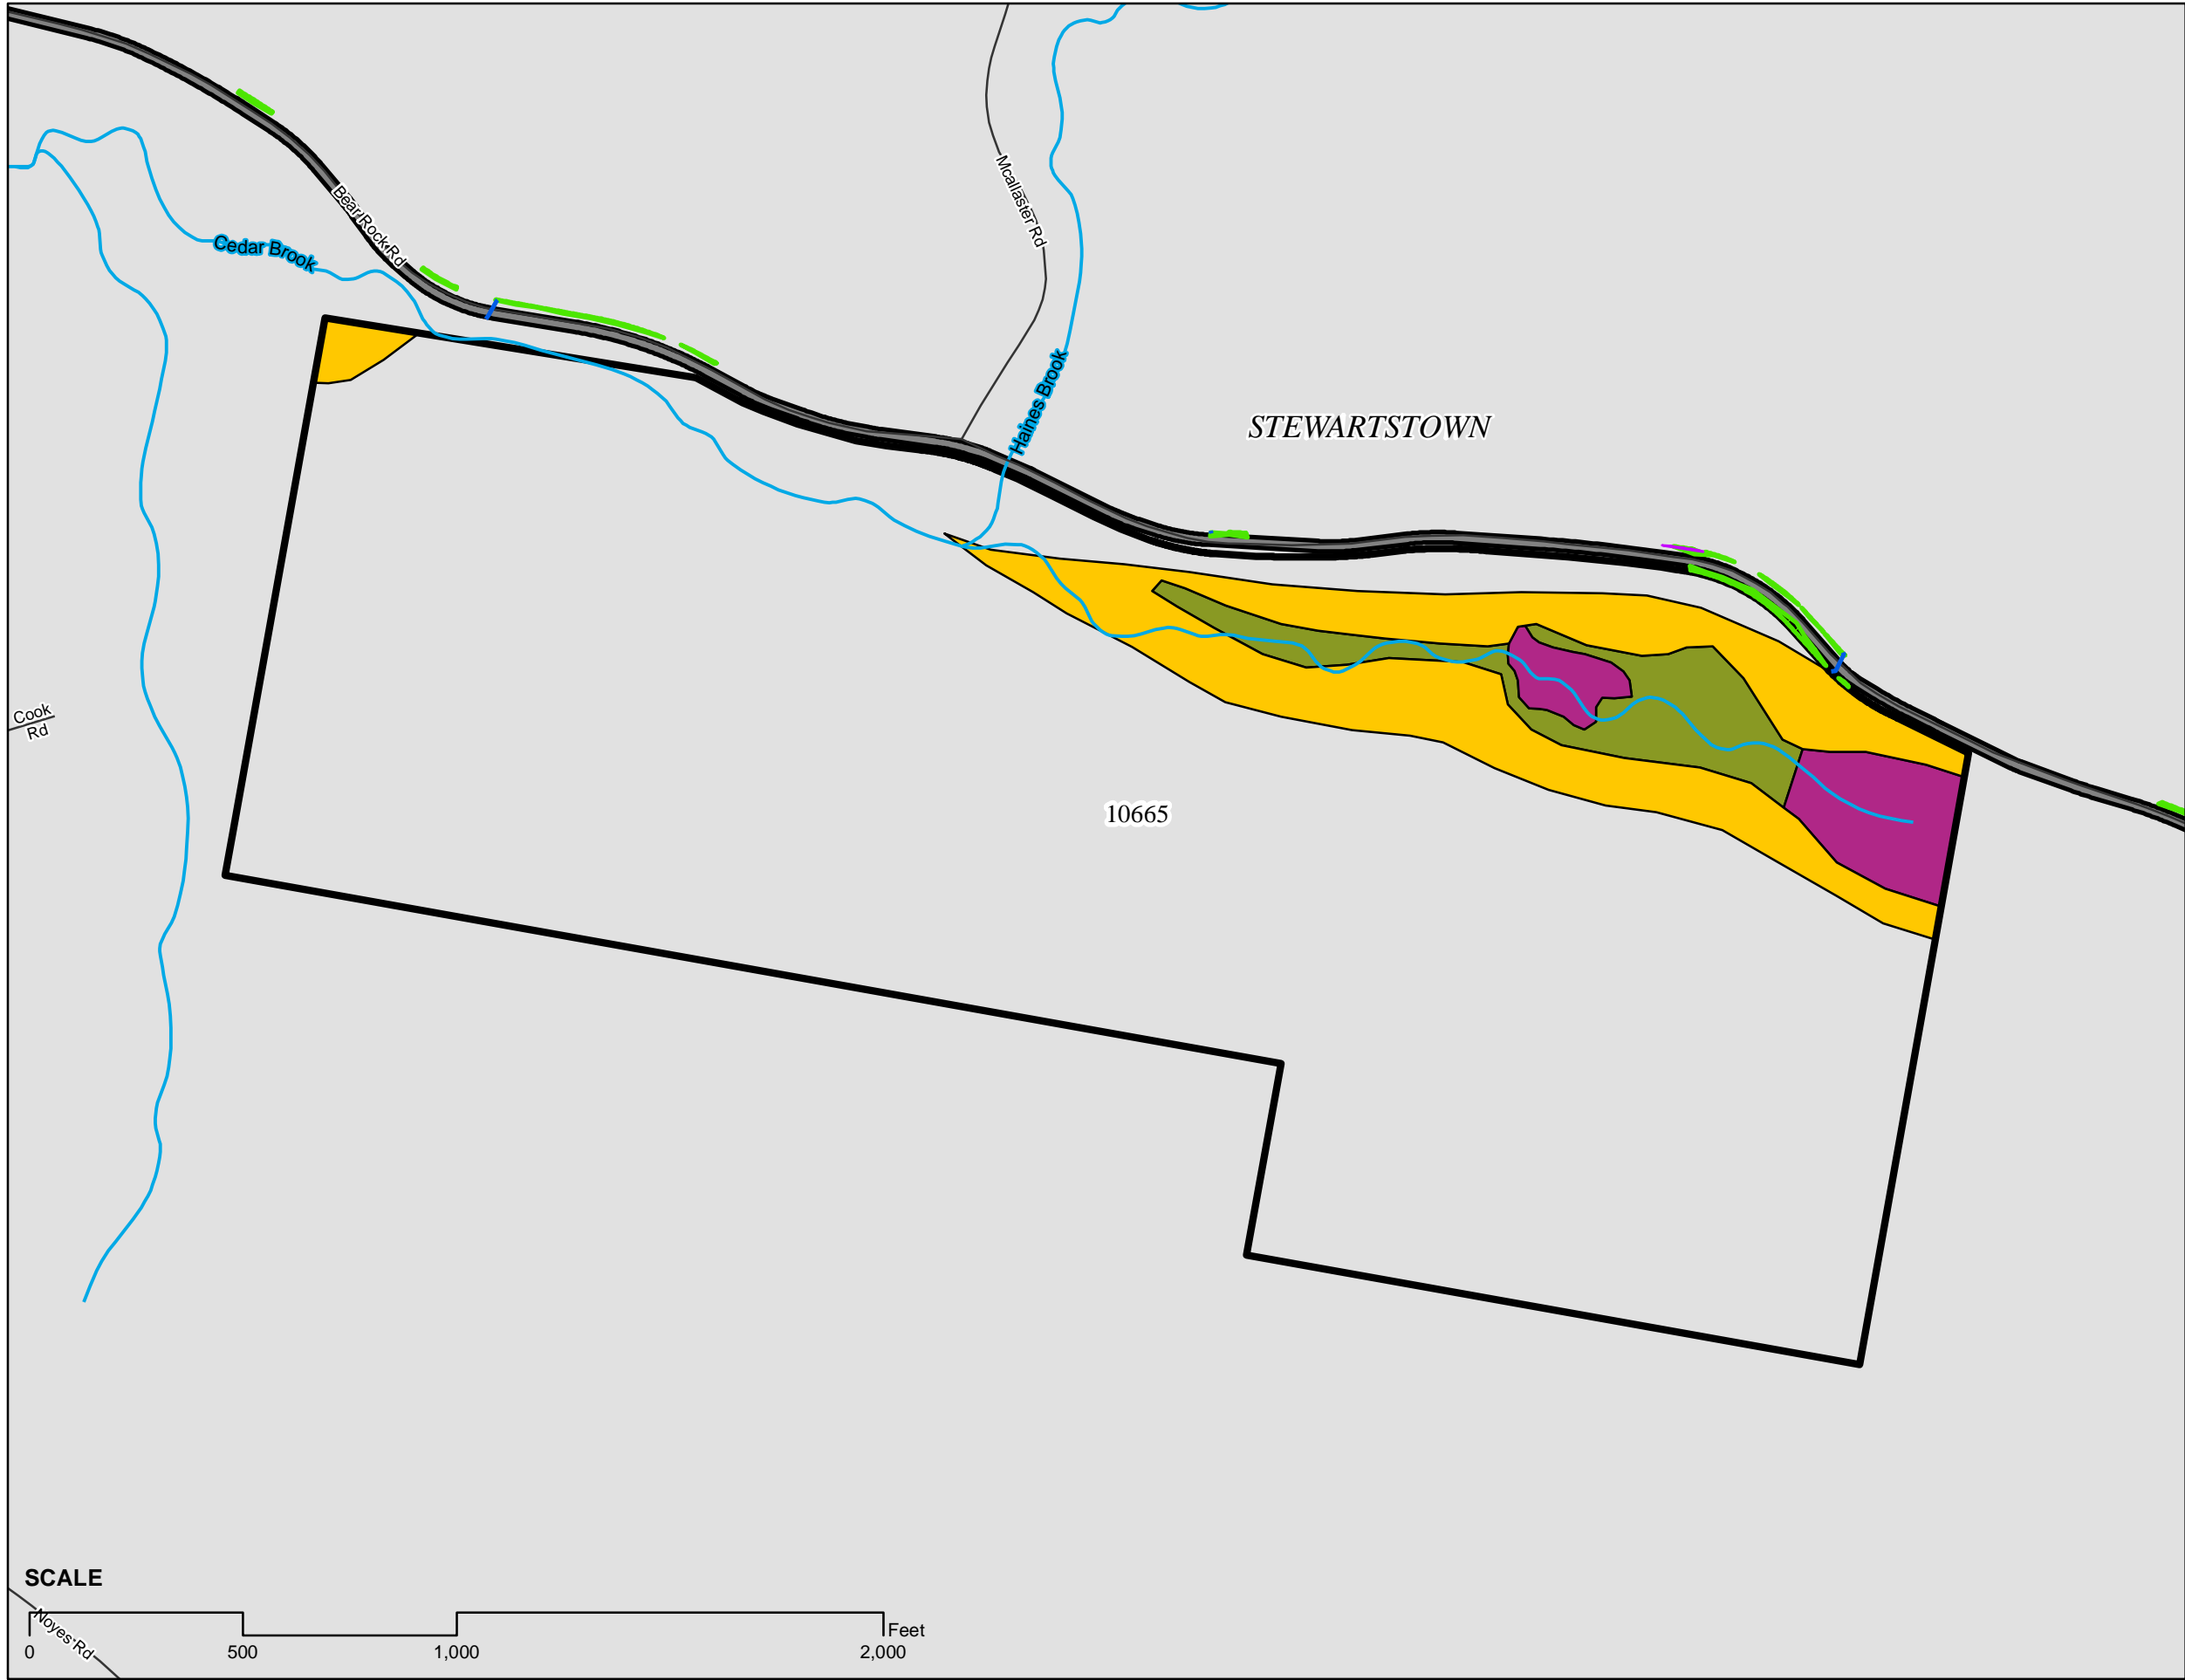 Mcallaster Rd
Bear Rock Rd
Cedar Brook
Haines Brook
STEWARTSTOWN
Cook
Rd
10665
SCALE
Noyes Rd
Feet
0 500 1,000 2,000